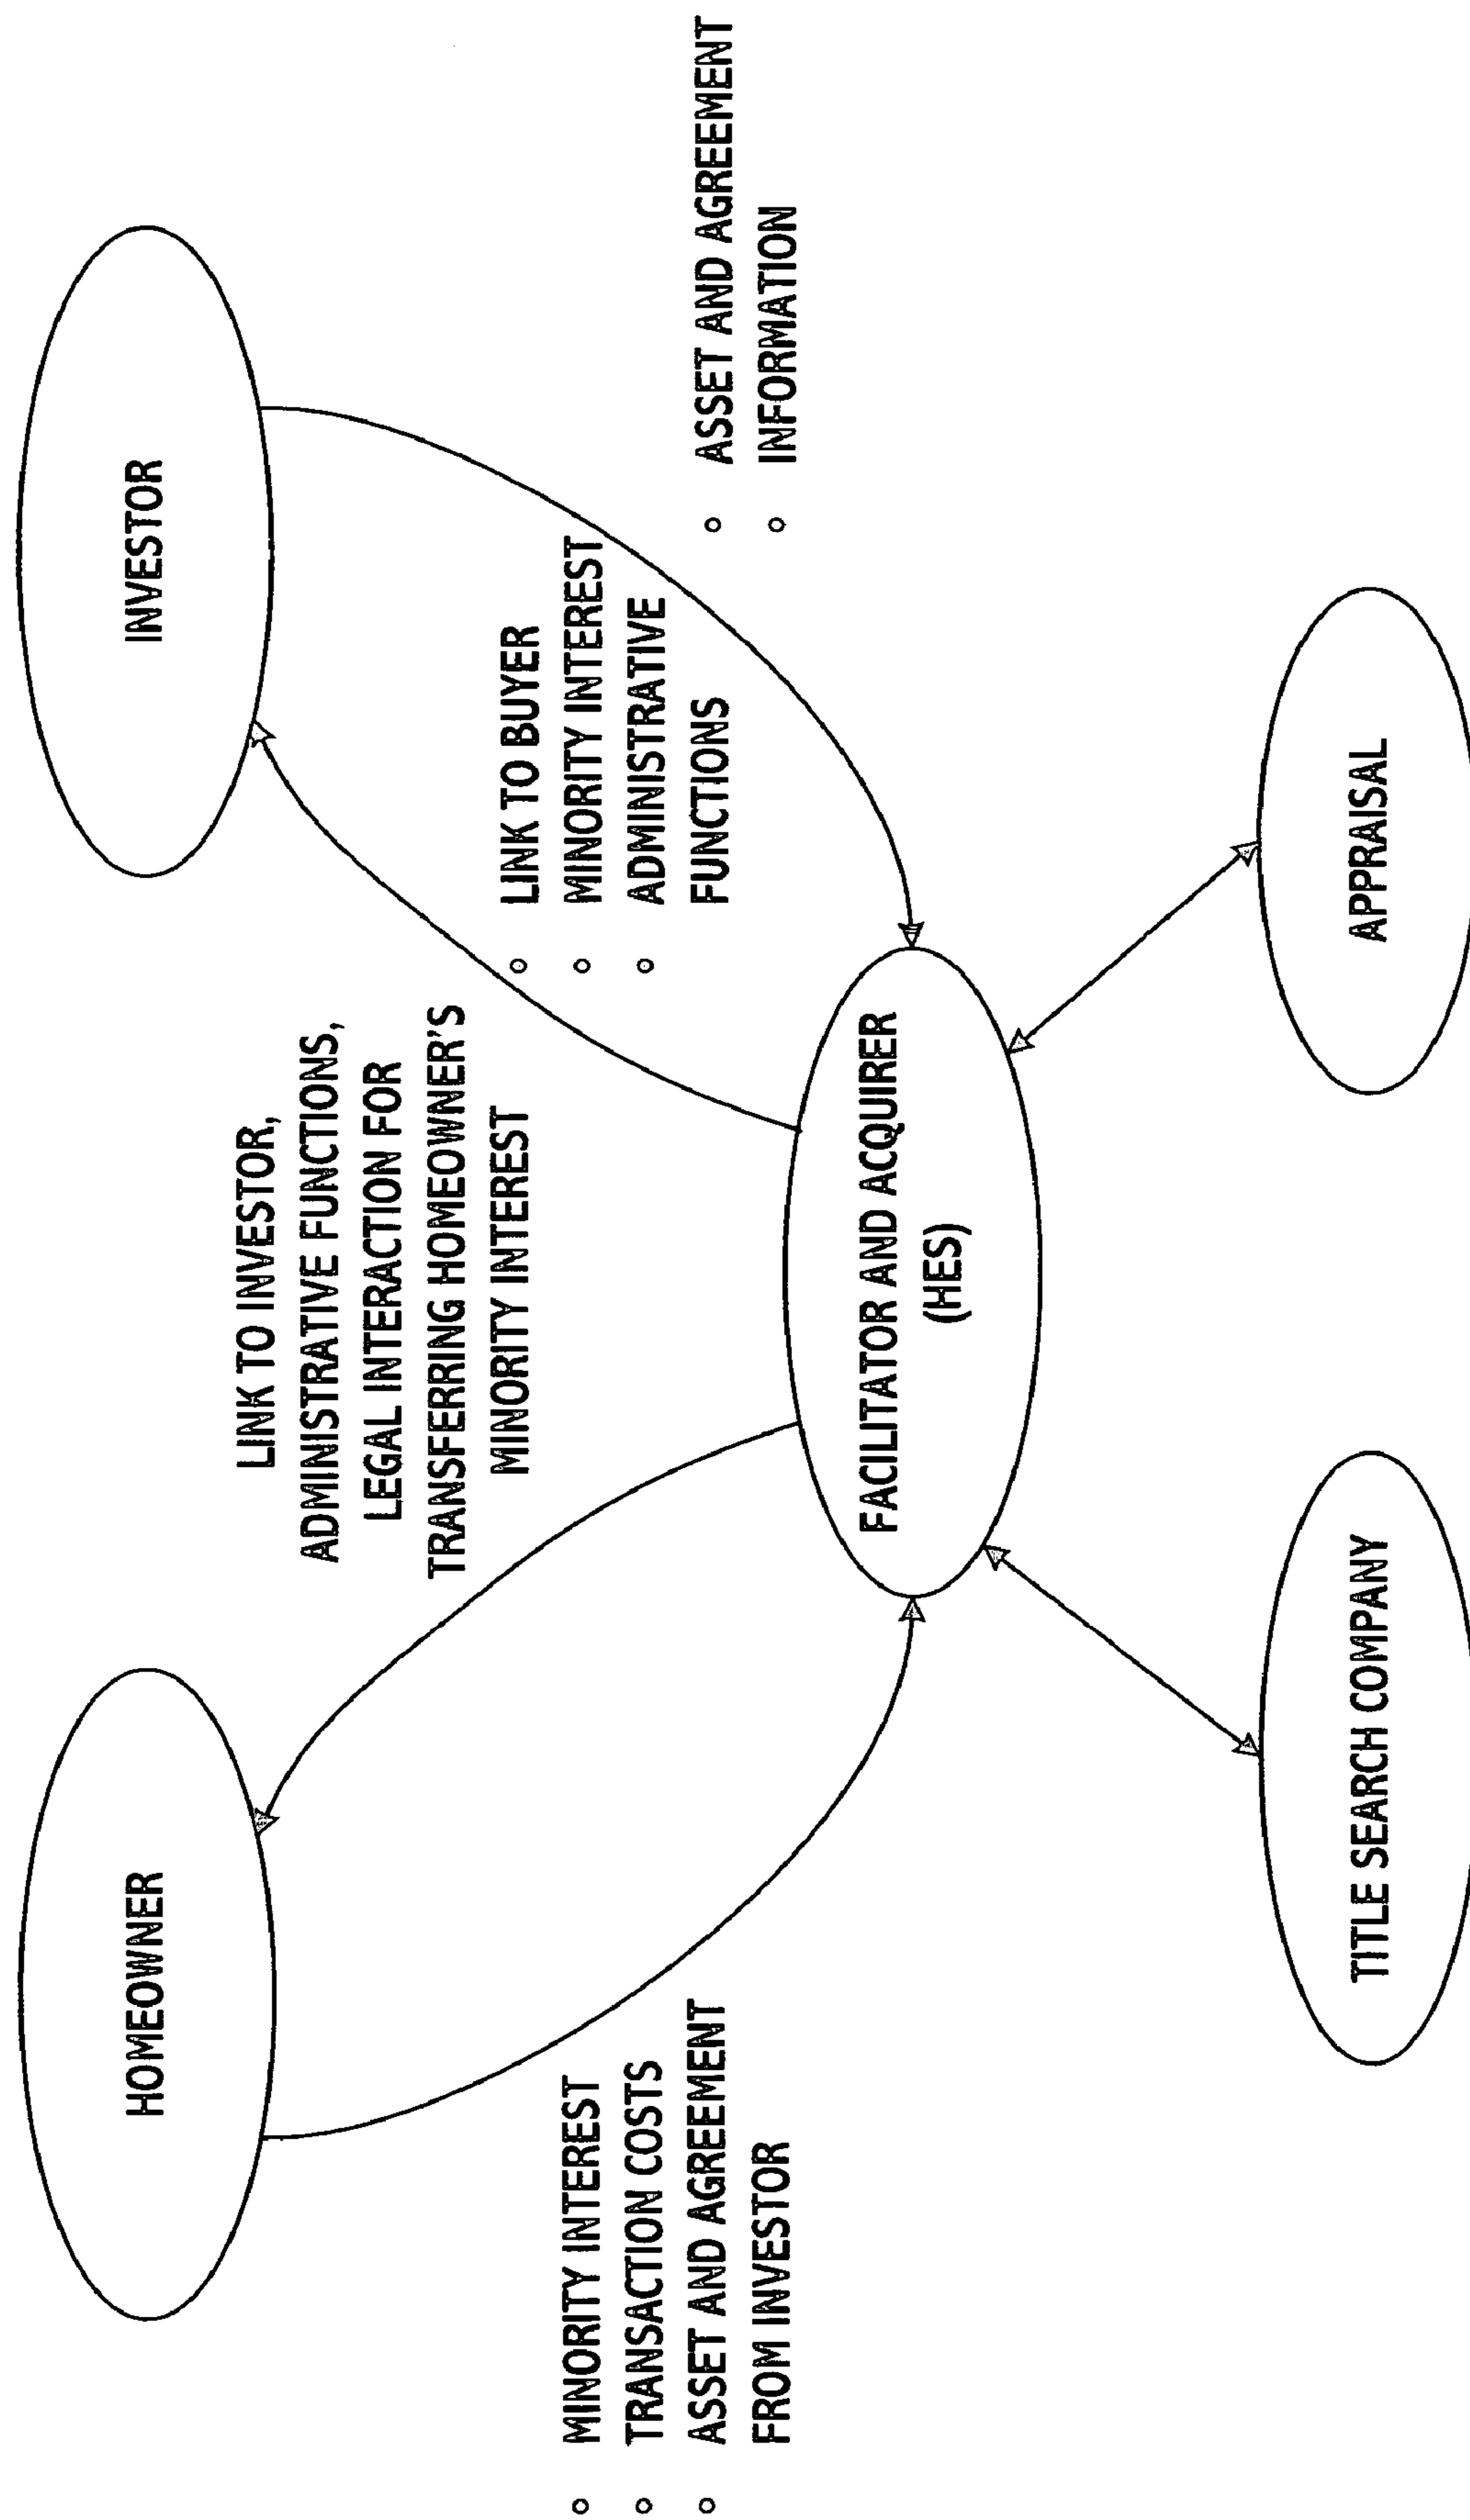 HOMEOWNER
INVESTOR
LINK TO INVESTOR,
ADMINISTRATIVE FUNCTIONS,
LEGAL INTERACTION FOR
TRANSFERRING HOMEOWNER'S
MINORITY INTEREST
° MINORITY INTEREST
° TRANSACTION COSTS
° ASSET AND AGREEMENT
FROM INVESTOR
° LINK TO BUYER
° MINORITY INTEREST
° ADMINISTRATIVE
FUNCTIONS
° ASSET AND AGREEMENT
° INFORMATION
FACILITATOR AND ACQUIRER
(HES)
TITLE SEARCH COMPANY
APPRAISAL